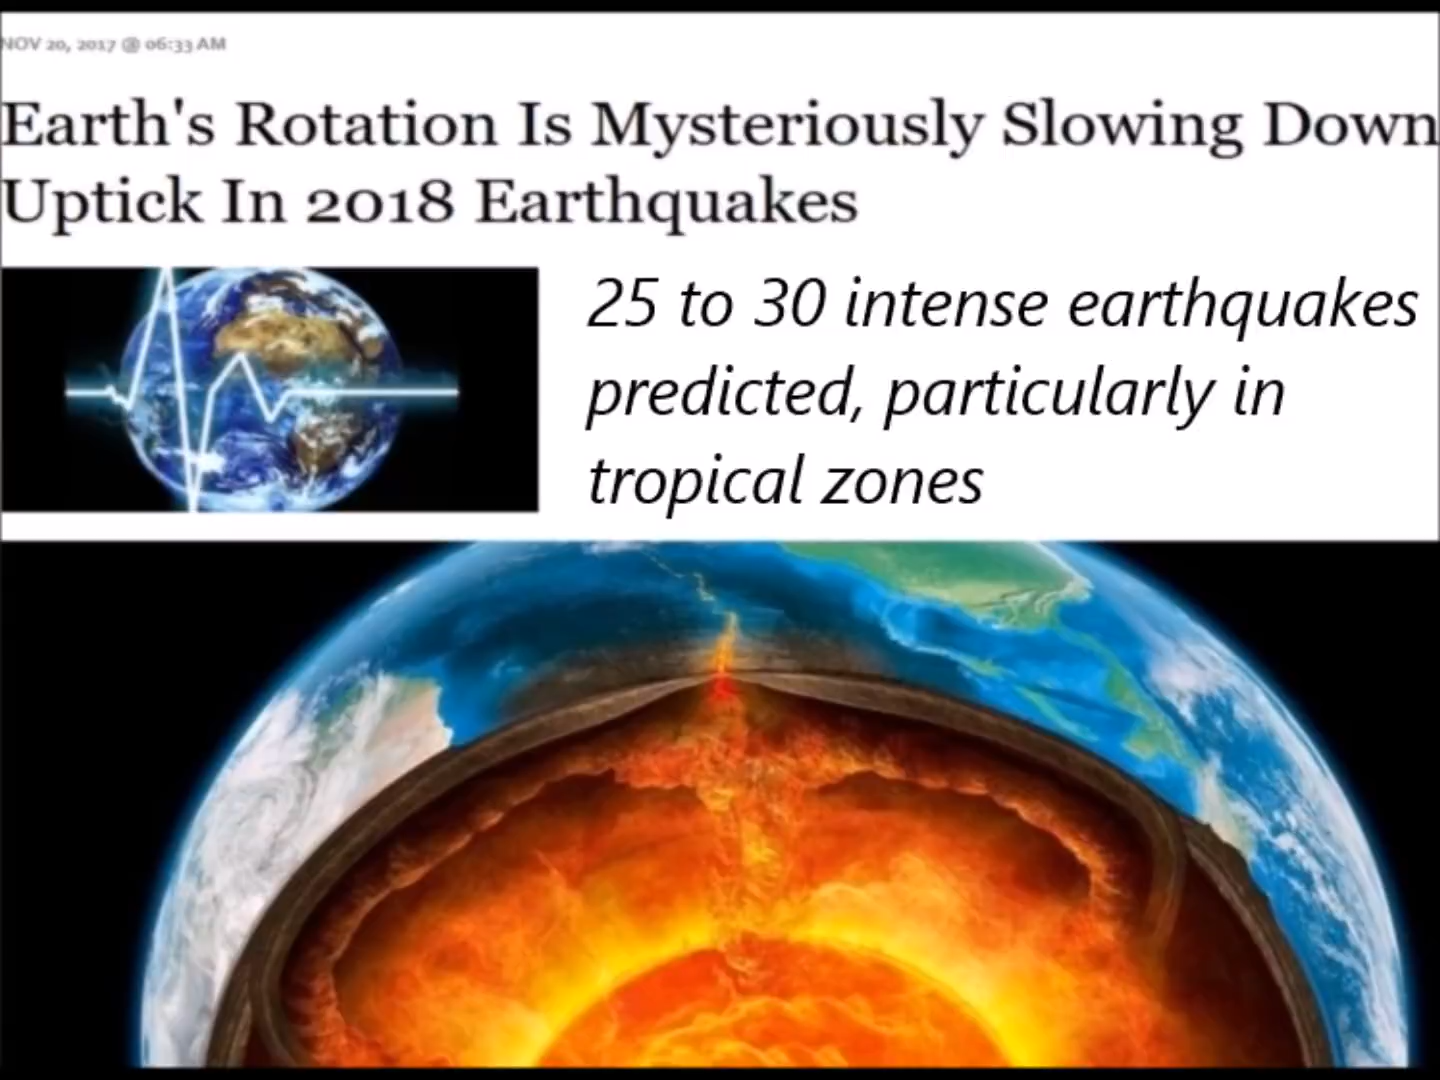 NOV 20, 2017 @ 06:33 AM
Earth's Rotation Is Mysteriously Slowing Down
Uptick In 2018 Earthquakes
25 to 30 intense earthquakes
predicted, particularly in
tropical zones